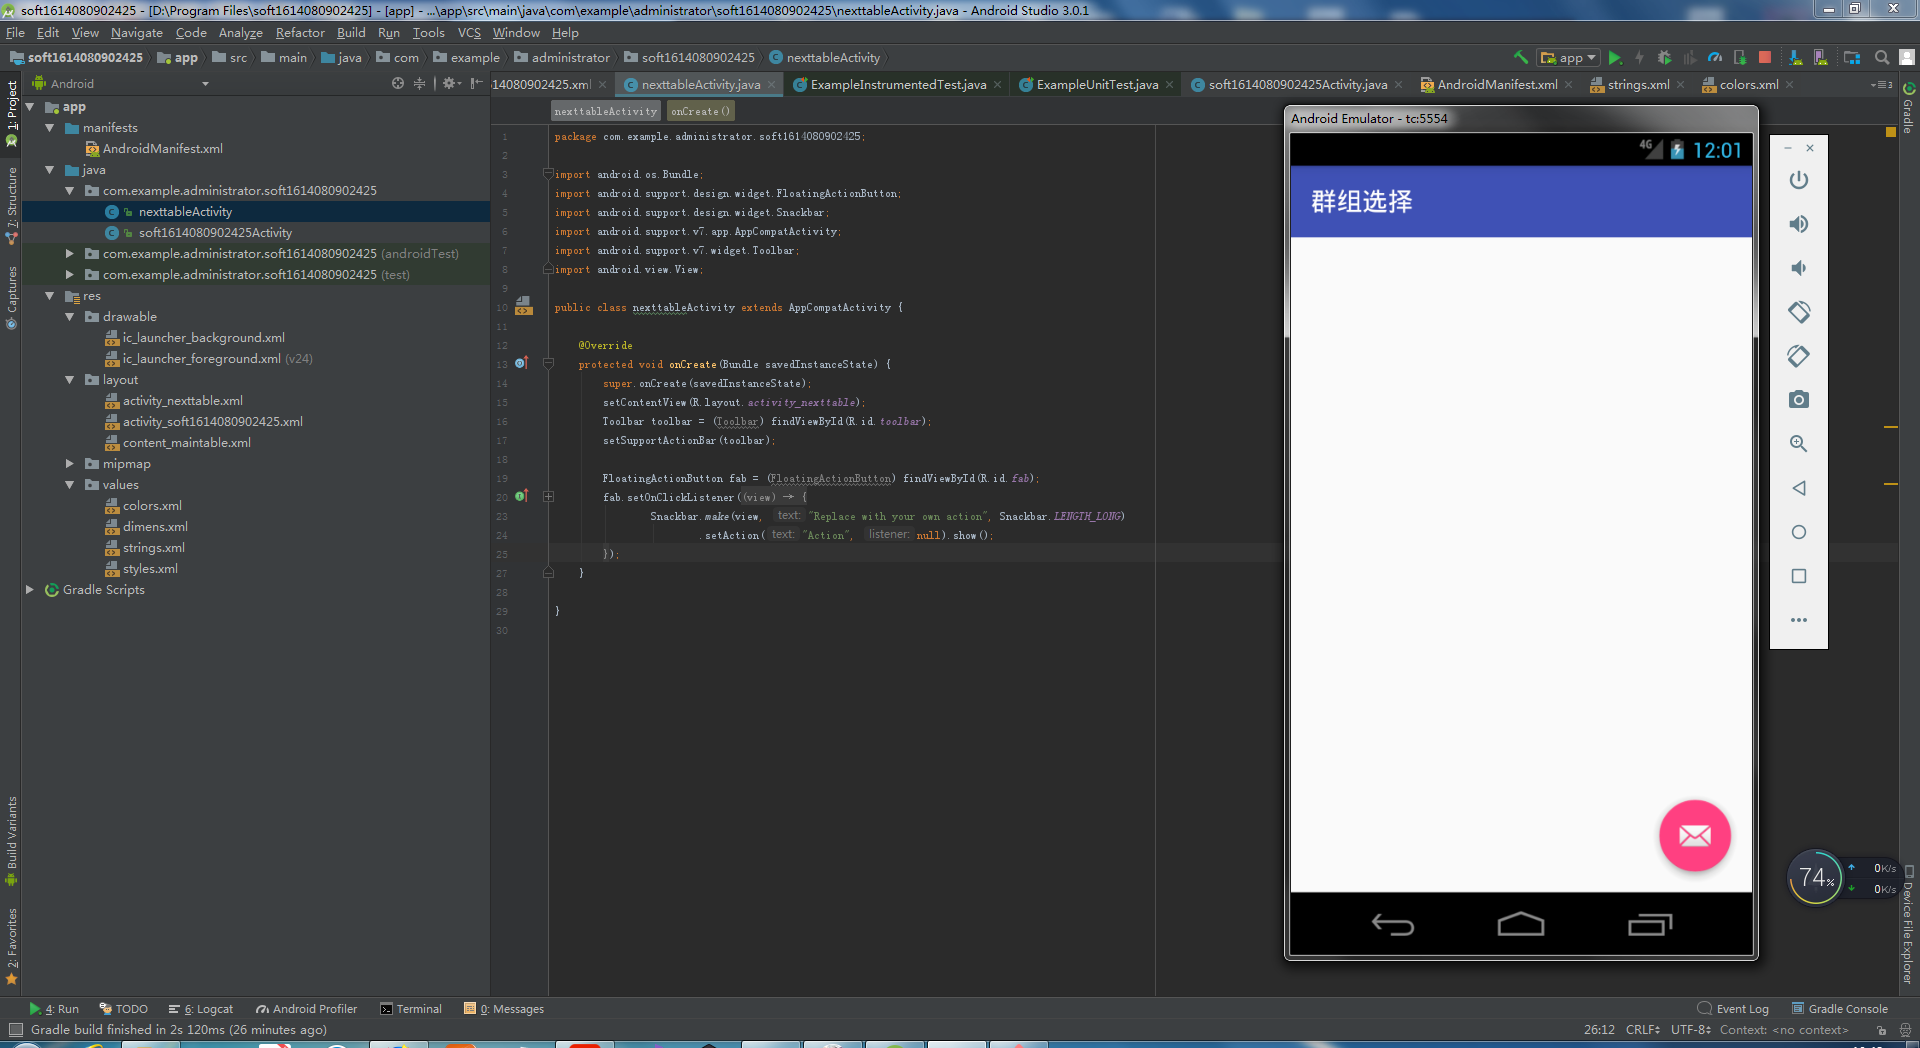 soft1614080902425 - [D:\Program Files\soft1614080902425] - [app] - ...\app\src\main\java\com\example\administrator\soft1614080902425\nexttableActivity.java - Android Studio 3.0.1
File Edit View Navigate Code Analyze Refactor Build Run Tools VCS Window Help
soft1614080902425 app src main java com example administrator soft1614080902425 nexttableActivity
app
Android
14080902425.xml nexttableActivity.java ExampleInstrumentedTest.java ExampleUnitTest.java soft1614080902425Activity.java AndroidManifest.xml strings.xml colors.xml
1: Project
7: Structure
Captures
Build Variants
2: Favorites
Gradle
Device File Explorer
app
manifests
AndroidManifest.xml
java
com.example.administrator.soft1614080902425
nexttableActivity
soft1614080902425Activity
com.example.administrator.soft1614080902425 (androidTest)
com.example.administrator.soft1614080902425 (test)
res
drawable
ic_launcher_background.xml
ic_launcher_foreground.xml (v24)
layout
activity_nexttable.xml
activity_soft1614080902425.xml
content_maintable.xml
mipmap
values
colors.xml
dimens.xml
strings.xml
styles.xml
Gradle Scripts
nexttableActivity onCreate()
1 package com.example.administrator.soft1614080902425;
2
3 import android.os.Bundle;
4 import android.support.design.widget.FloatingActionButton;
5 import android.support.design.widget.Snackbar;
6 import android.support.v7.app.AppCompatActivity;
7 import android.support.v7.widget.Toolbar;
8 import android.view.View;
9
10 public class nexttableActivity extends AppCompatActivity {
11
12 @Override
13 protected void onCreate(Bundle savedInstanceState) {
14 super.onCreate(savedInstanceState);
15 setContentView(R.layout.activity_nexttable);
16 Toolbar toolbar = (Toolbar) findViewById(R.id.toolbar);
17 setSupportActionBar(toolbar);
18
19 FloatingActionButton fab = (FloatingActionButton) findViewById(R.id.fab);
20 fab.setOnClickListener((view) → {
23 Snackbar.make(view, text: "Replace with your own action", Snackbar.LENGTH_LONG)
24 .setAction( text: "Action", listener: null).show();
25 });
27 }
28
29 }
30
Android Emulator - tc:5554
4G 12:01
群组选择
74%
0K/s
0K/s
4: Run TODO 6: Logcat Android Profiler Terminal 0: Messages Event Log Gradle Console
Gradle build finished in 2s 120ms (26 minutes ago) 26:12 CRLF UTF-8 Context: <no context>